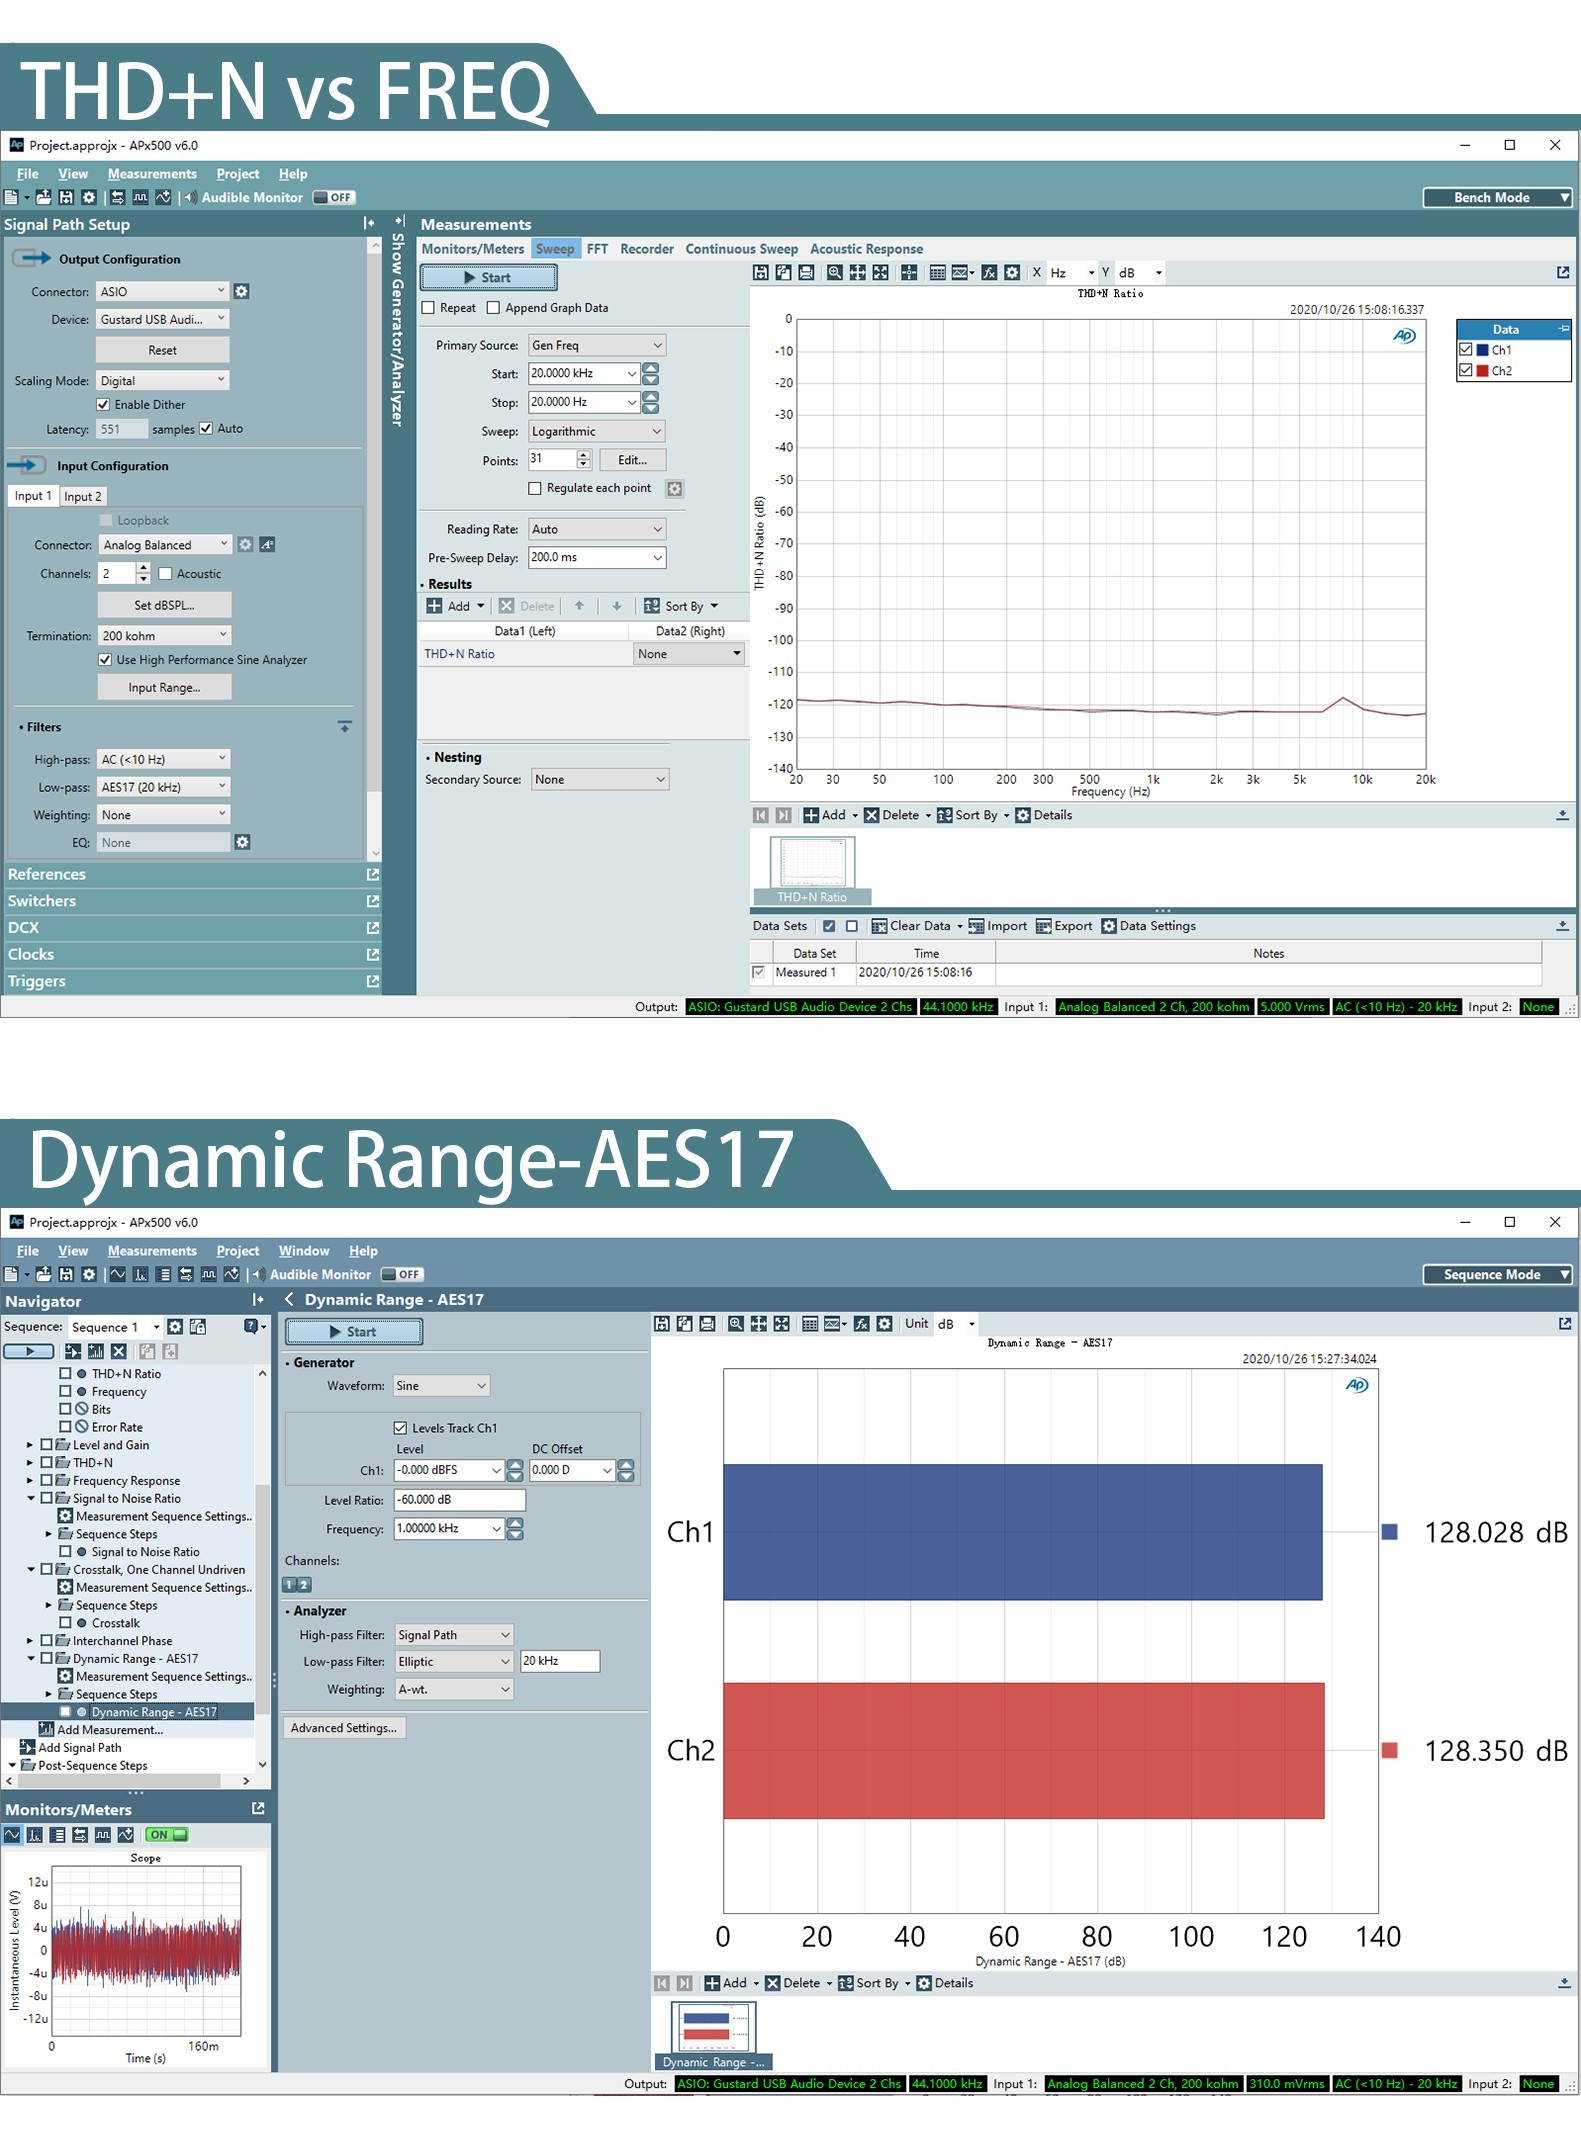 THD+N vs FREQ
Project.approjx - APx500 v6.0
File View Measurements Project Help
Audible Monitor OFF
Bench Mode
Signal Path Setup
Output Configuration
Connector: ASIO
Device: Gustard USB Audi...
Reset
Scaling Mode: Digital
Enable Dither
Latency: 551 samples Auto
Input Configuration
Input 1 Input 2
Loopback
Connector: Analog Balanced
Channels: 2 Acoustic
Set dBSPL...
Termination: 200 kohm
Use High Performance Sine Analyzer
Input Range...
Filters
High-pass: AC (<10 Hz)
Low-pass: AES17 (20 kHz)
Weighting: None
EQ: None
References
Switchers
DCX
Clocks
Triggers
Show Generator/Analyzer
Measurements
Monitors/Meters Sweep FFT Recorder Continuous Sweep Acoustic Response
Start
Repeat Append Graph Data
Primary Source: Gen Freq
Start: 20.0000 kHz
Stop: 20.0000 Hz
Sweep: Logarithmic
Points: 31 Edit...
Regulate each point
Reading Rate: Auto
Pre-Sweep Delay: 200.0 ms
Results
Add Delete Sort By
Data1 (Left) Data2 (Right)
THD+N Ratio None
Nesting
Secondary Source: None
X Hz Y dB
THD+N Ratio
2020/10/26 15:08:16.337
AP
Data
Ch1
Ch2
THD+N Ratio (dB)
0
-10
-20
-30
-40
-50
-60
-70
-80
-90
-100
-110
-120
-130
-140
20 30 50 100 200 300 500 1k 2k 3k 5k 10k 20k
Frequency (Hz)
Add Delete Sort By Details
THD+N Ratio
Data Sets Clear Data Import Export Data Settings
Data Set Time Notes
Measured 1 2020/10/26 15:08:16
Output: ASIO: Gustard USB Audio Device 2 Chs 44.1000 kHz Input 1: Analog Balanced 2 Ch, 200 kohm 5.000 Vrms AC (<10 Hz) - 20 kHz Input 2: None
Dynamic Range-AES17
Project.approjx - APx500 v6.0
File View Measurements Project Window Help
Audible Monitor OFF
Sequence Mode
Navigator
Sequence: Sequence 1
THD+N Ratio
Frequency
Bits
Error Rate
Level and Gain
THD+N
Frequency Response
Signal to Noise Ratio
Measurement Sequence Settings..
Sequence Steps
Signal to Noise Ratio
Crosstalk, One Channel Undriven
Measurement Sequence Settings..
Sequence Steps
Crosstalk
Interchannel Phase
Dynamic Range - AES17
Measurement Sequence Settings..
Sequence Steps
Dynamic Range - AES17
Add Measurement...
Add Signal Path
Post-Sequence Steps
Monitors/Meters
ON
Scope
Instantaneous Level (V)
12u
8u
4u
0
-4u
-8u
-12u
0 160m
Time (s)
Dynamic Range - AES17
Start
Generator
Waveform: Sine
Levels Track Ch1
Level DC Offset
Ch1: -0.000 dBFS 0.000 D
Level Ratio: -60.000 dB
Frequency: 1.00000 kHz
Channels:
1 2
Analyzer
High-pass Filter: Signal Path
Low-pass Filter: Elliptic 20 kHz
Weighting: A-wt.
Advanced Settings...
Unit dB
Dynamic Range - AES17
2020/10/26 15:27:34.024
AP
Ch1 128.028 dB
Ch2 128.350 dB
0 20 40 60 80 100 120 140
Dynamic Range - AES17 (dB)
Add Delete Sort By Details
Dynamic Range -...
Output: ASIO: Gustard USB Audio Device 2 Chs 44.1000 kHz Input 1: Analog Balanced 2 Ch, 200 kohm 310.0 mVrms AC (<10 Hz) - 20 kHz Input 2: None